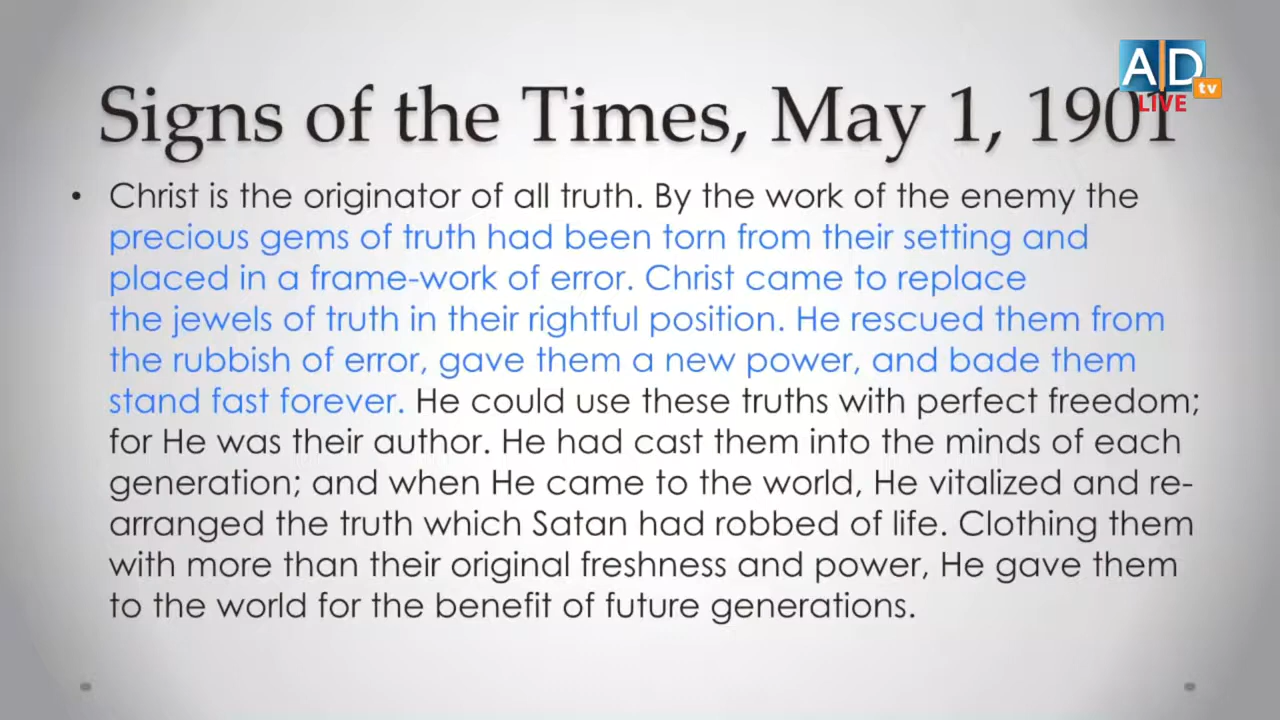 AD tv
LIVE
Signs of the Times, May 1, 1901
• Christ is the originator of all truth. By the work of the enemy the
precious gems of truth had been torn from their setting and
placed in a frame-work of error. Christ came to replace
the jewels of truth in their rightful position. He rescued them from
the rubbish of error, gave them a new power, and bade them
stand fast forever. He could use these truths with perfect freedom;
for He was their author. He had cast them into the minds of each
generation; and when He came to the world, He vitalized and re-
arranged the truth which Satan had robbed of life. Clothing them
with more than their original freshness and power, He gave them
to the world for the benefit of future generations.